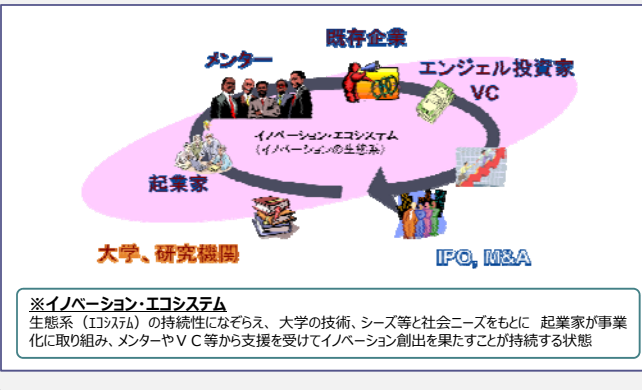 既存企業
メンター
エンジェル投資家
VC
イノベーション・エコシステム
(イノベーションの生態系)
起業家
大学、研究機関
IPO, M&A
※イノベーション・エコシステム
生態系（エコシステム）の持続性になぞらえ、大学の技術、シーズ等と社会ニーズをもとに 起業家が事業
化に取り組み、メンターやＶＣ等から支援を受けてイノベーション創出を果たすことが持続する状態